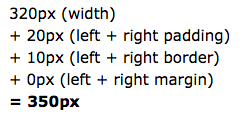 320px (width)
+ 20px (left + right padding)
+ 10px (left + right border)
+ 0px (left + right margin)
= 350px